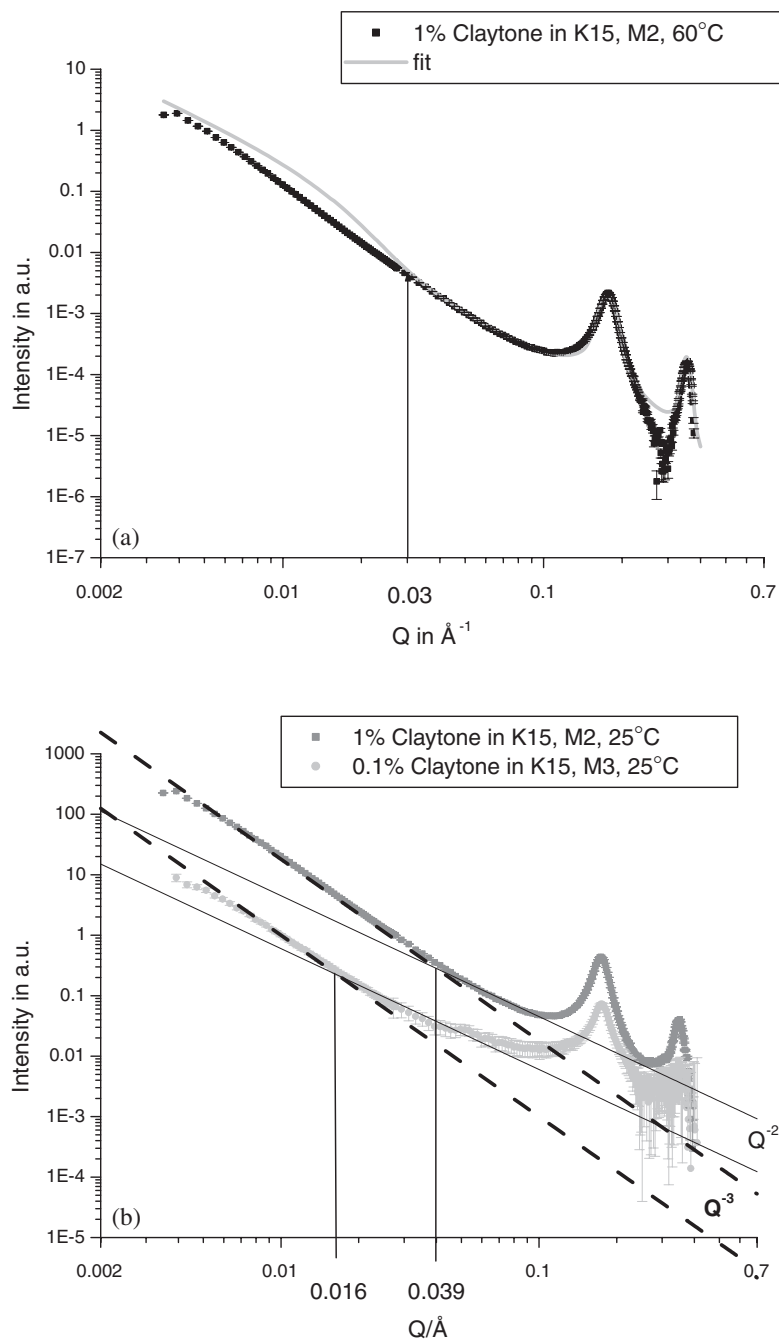 1% Claytone in K15, M2, 60°C
fit
10
1
0.1
0.01
1E-3
1E-4
1E-5
1E-6
1E-7
Intensity in a.u.
(a)
0.002
0.01
0.03
0.1
0.7
Q in Å⁻¹
1% Claytone in K15, M2, 25°C
0.1% Claytone in K15, M3, 25°C
1000
100
10
1
0.1
0.01
1E-3
1E-4
1E-5
Intensity in a.u.
Q⁻²
Q⁻³
(b)
0.002
0.01
0.016
0.039
0.1
0.7
Q/Å